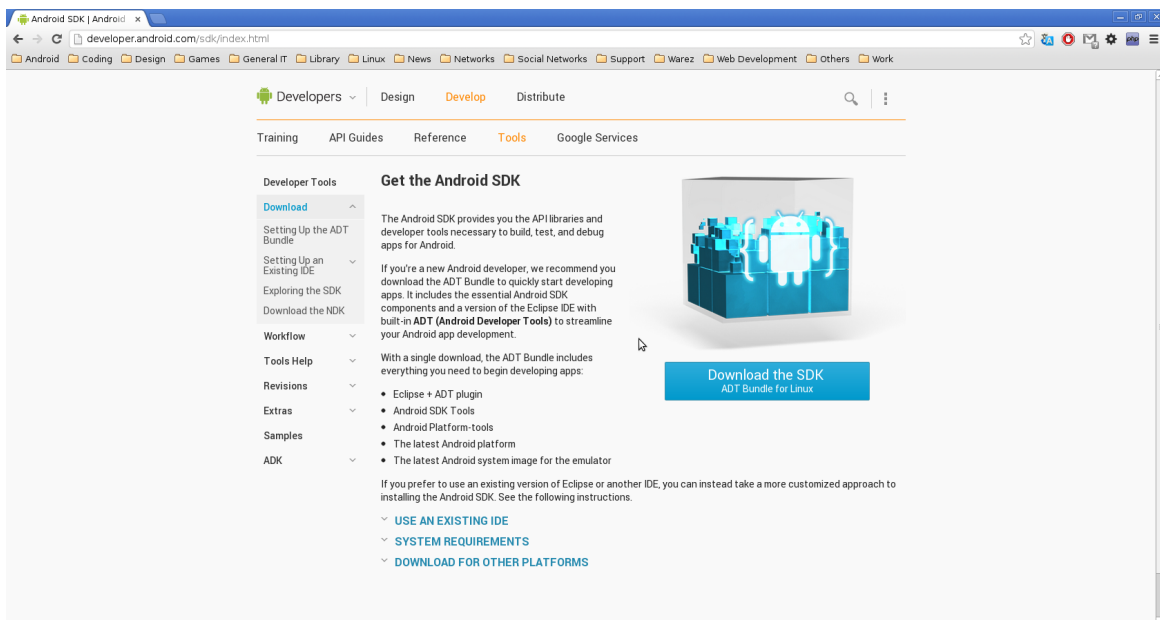 Android SDK | Android
developer.android.com/sdk/index.html
Android Coding Design Games General IT Library Linux News Networks Social Networks Support Warez Web Development Others Work
Developers Design Develop Distribute
Training API Guides Reference Tools Google Services
Developer Tools
Download
Setting Up the ADT
Bundle
Setting Up an
Existing IDE
Exploring the SDK
Download the NDK
Workflow
Tools Help
Revisions
Extras
Samples
ADK
Get the Android SDK
The Android SDK provides you the API libraries and
developer tools necessary to build, test, and debug
apps for Android.
If you're a new Android developer, we recommend you
download the ADT Bundle to quickly start developing
apps. It includes the essential Android SDK
components and a version of the Eclipse IDE with
built-in ADT (Android Developer Tools) to streamline
your Android app development.
With a single download, the ADT Bundle includes
everything you need to begin developing apps:
• Eclipse + ADT plugin
• Android SDK Tools
• Android Platform-tools
• The latest Android platform
• The latest Android system image for the emulator
Download the SDK
ADT Bundle for Linux
If you prefer to use an existing version of Eclipse or another IDE, you can instead take a more customized approach to
installing the Android SDK. See the following instructions.
USE AN EXISTING IDE
SYSTEM REQUIREMENTS
DOWNLOAD FOR OTHER PLATFORMS